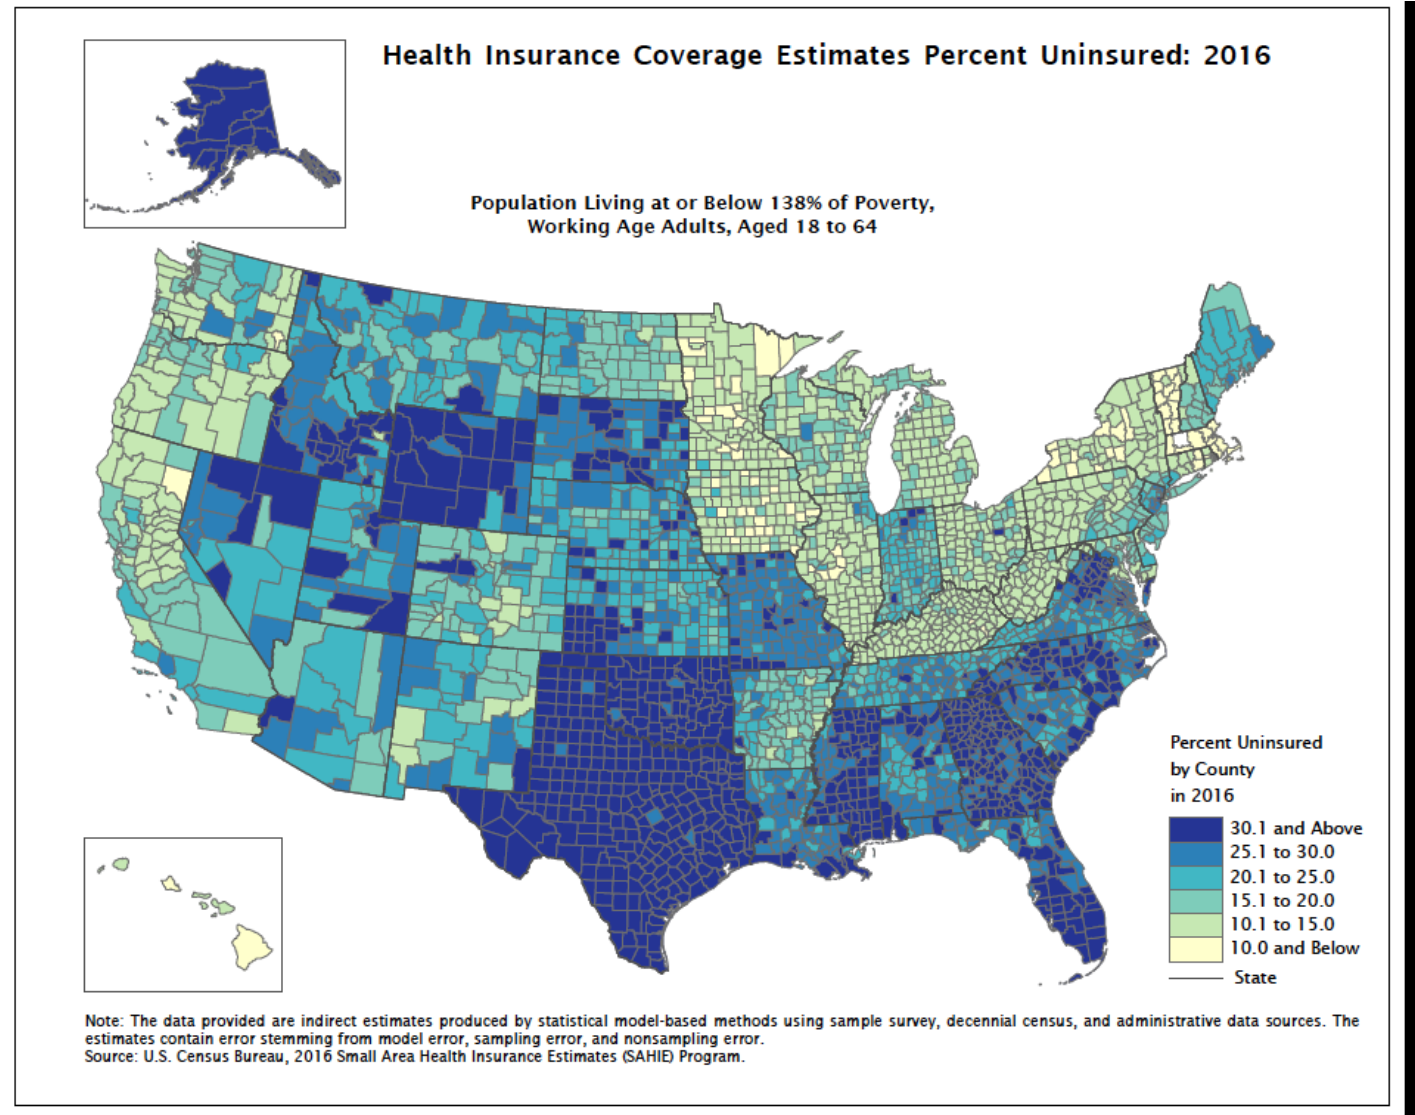 Health Insurance Coverage Estimates Percent Uninsured: 2016
Population Living at or Below 138% of Poverty,
Working Age Adults, Aged 18 to 64
Percent Uninsured
by County
in 2016
30.1 and Above
25.1 to 30.0
20.1 to 25.0
15.1 to 20.0
10.1 to 15.0
10.0 and Below
State
Note: The data provided are indirect estimates produced by statistical model-based methods using sample survey, decennial census, and administrative data sources. The
estimates contain error stemming from model error, sampling error, and nonsampling error.
Source: U.S. Census Bureau, 2016 Small Area Health Insurance Estimates (SAHIE) Program.